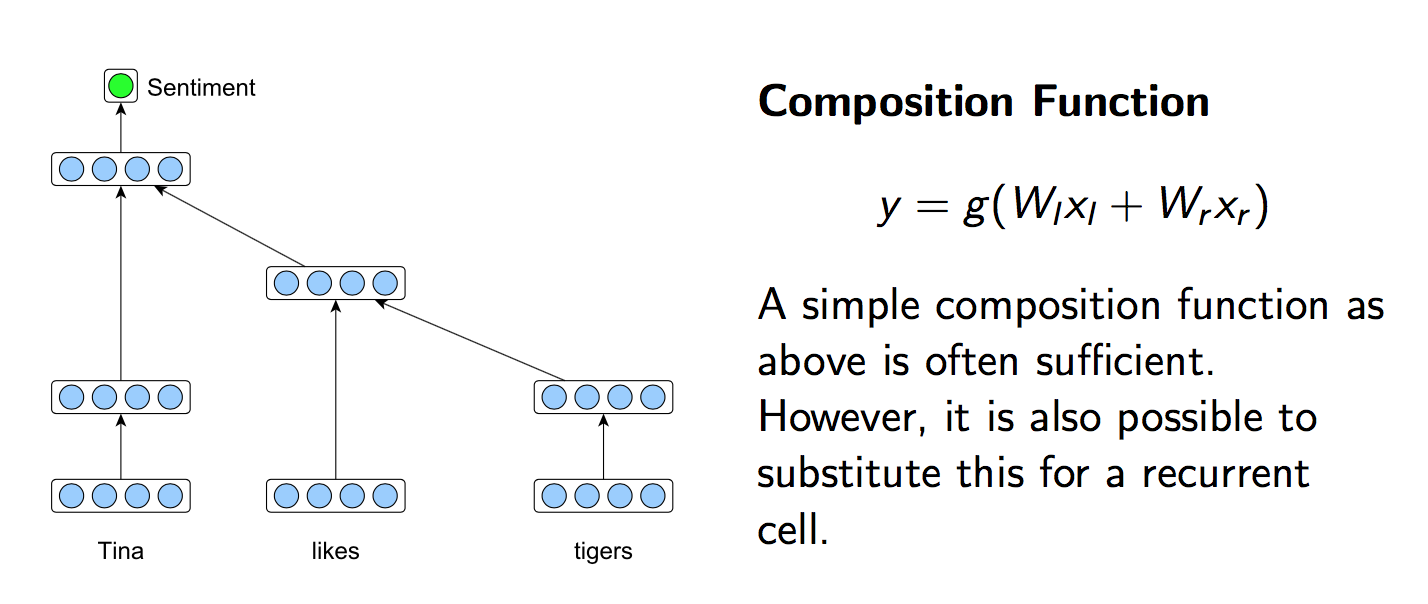 Sentiment
Tina
likes
tigers
Composition Function
y = g(W_l x_l + W_r x_r)
A simple composition function as
above is often sufficient.
However, it is also possible to
substitute this for a recurrent
cell.